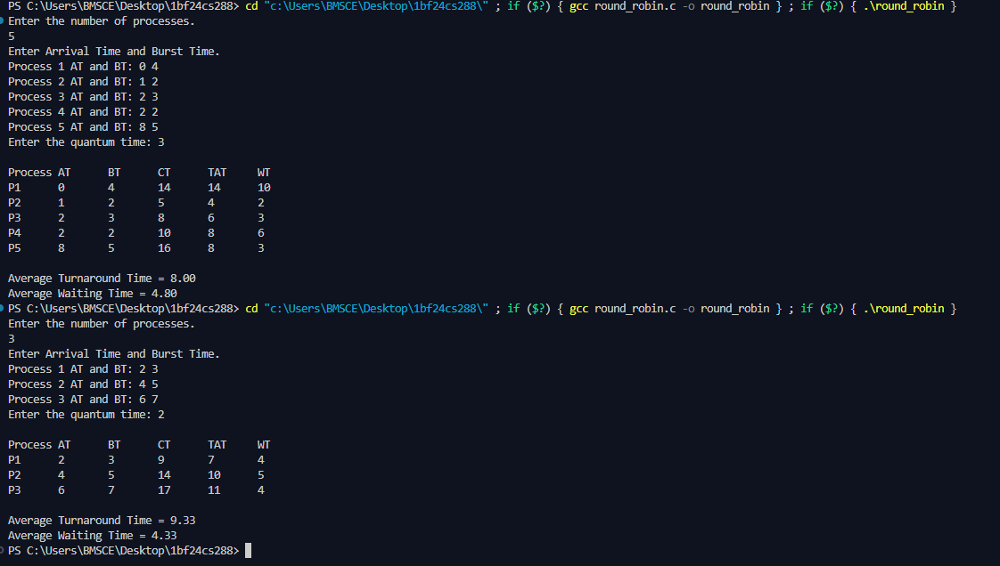 PS C:\Users\BMSCE\Desktop\1bf24cs288> cd "c:\Users\BMSCE\Desktop\1bf24cs288\" ; if ($?) { gcc round_robin.c -o round_robin } ; if ($?) { .\round_robin }
Enter the number of processes.
5
Enter Arrival Time and Burst Time.
Process 1 AT and BT: 0 4
Process 2 AT and BT: 1 2
Process 3 AT and BT: 2 3
Process 4 AT and BT: 2 2
Process 5 AT and BT: 8 5
Enter the quantum time: 3
Process AT BT CT TAT WT
P1 0 4 14 14 10
P2 1 2 5 4 2
P3 2 3 8 6 3
P4 2 2 10 8 6
P5 8 5 16 8 3
Average Turnaround Time = 8.00
Average Waiting Time = 4.80
PS C:\Users\BMSCE\Desktop\1bf24cs288> cd "c:\Users\BMSCE\Desktop\1bf24cs288\" ; if ($?) { gcc round_robin.c -o round_robin } ; if ($?) { .\round_robin }
Enter the number of processes.
3
Enter Arrival Time and Burst Time.
Process 1 AT and BT: 2 3
Process 2 AT and BT: 4 5
Process 3 AT and BT: 6 7
Enter the quantum time: 2
Process AT BT CT TAT WT
P1 2 3 9 7 4
P2 4 5 14 10 5
P3 6 7 17 11 4
Average Turnaround Time = 9.33
Average Waiting Time = 4.33
PS C:\Users\BMSCE\Desktop\1bf24cs288>